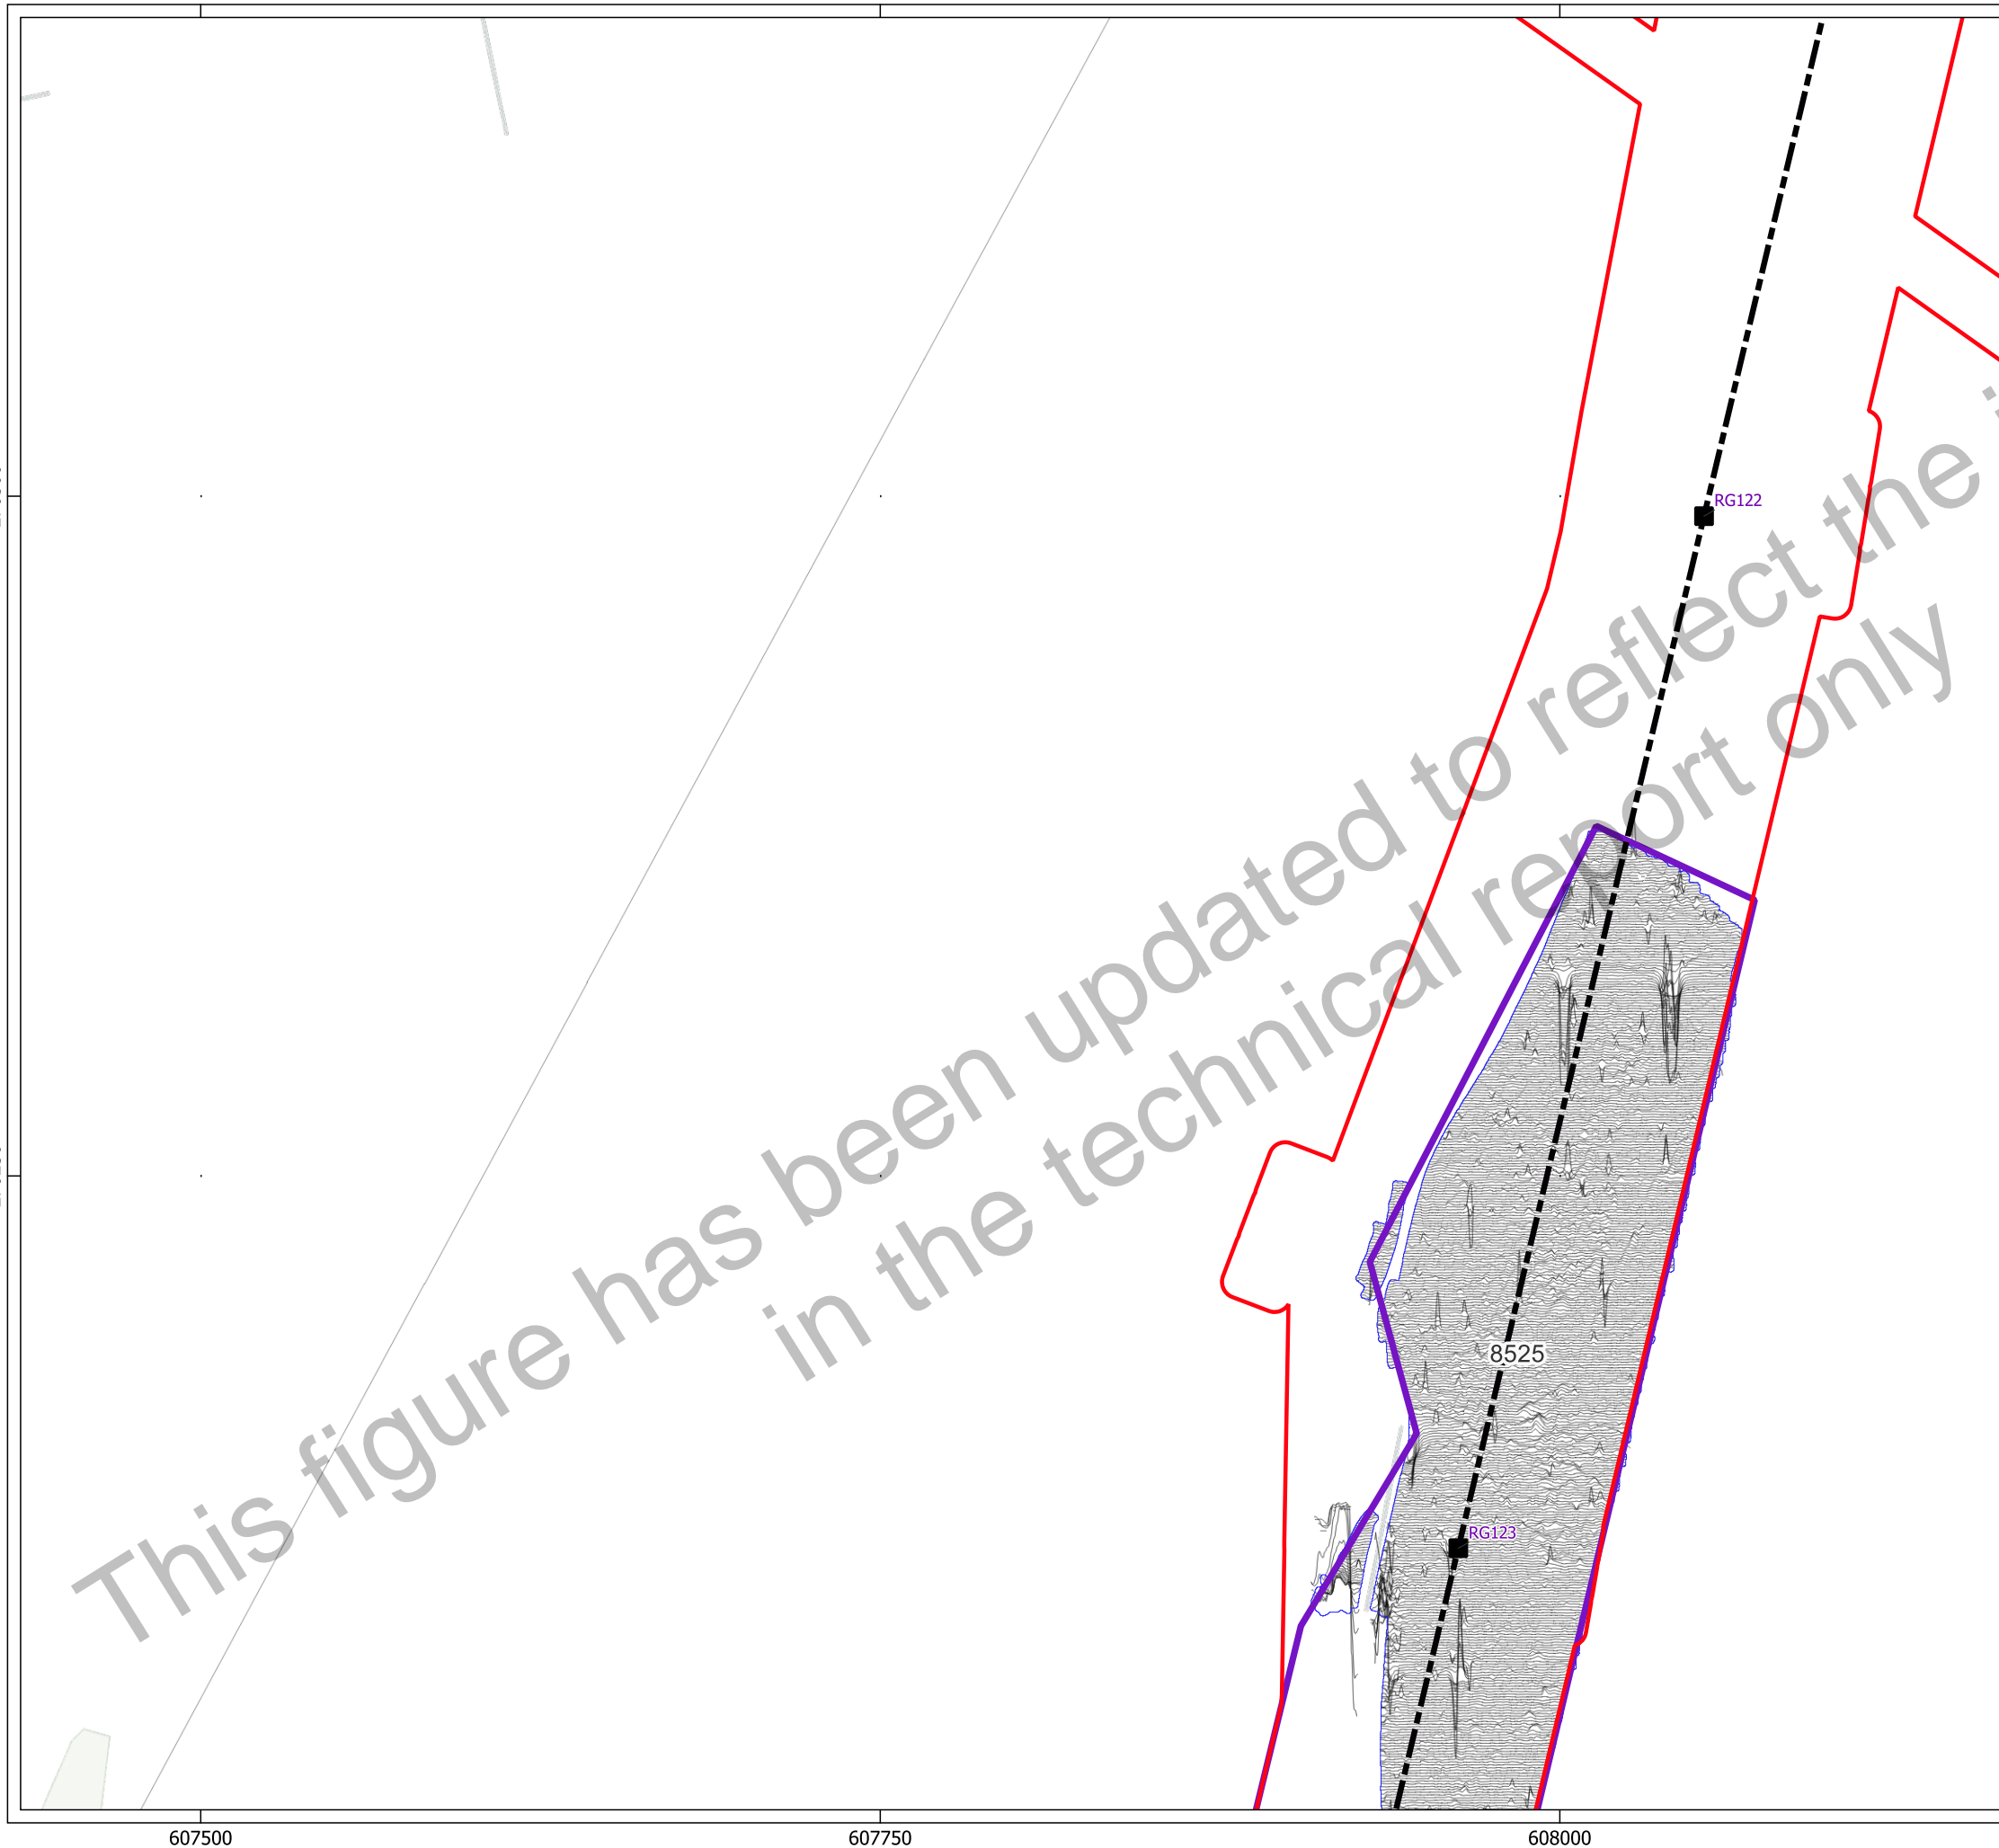 RG122
This figure has been updated to reflect the
in the technical report only
8525
RG123
607500
607750
608000